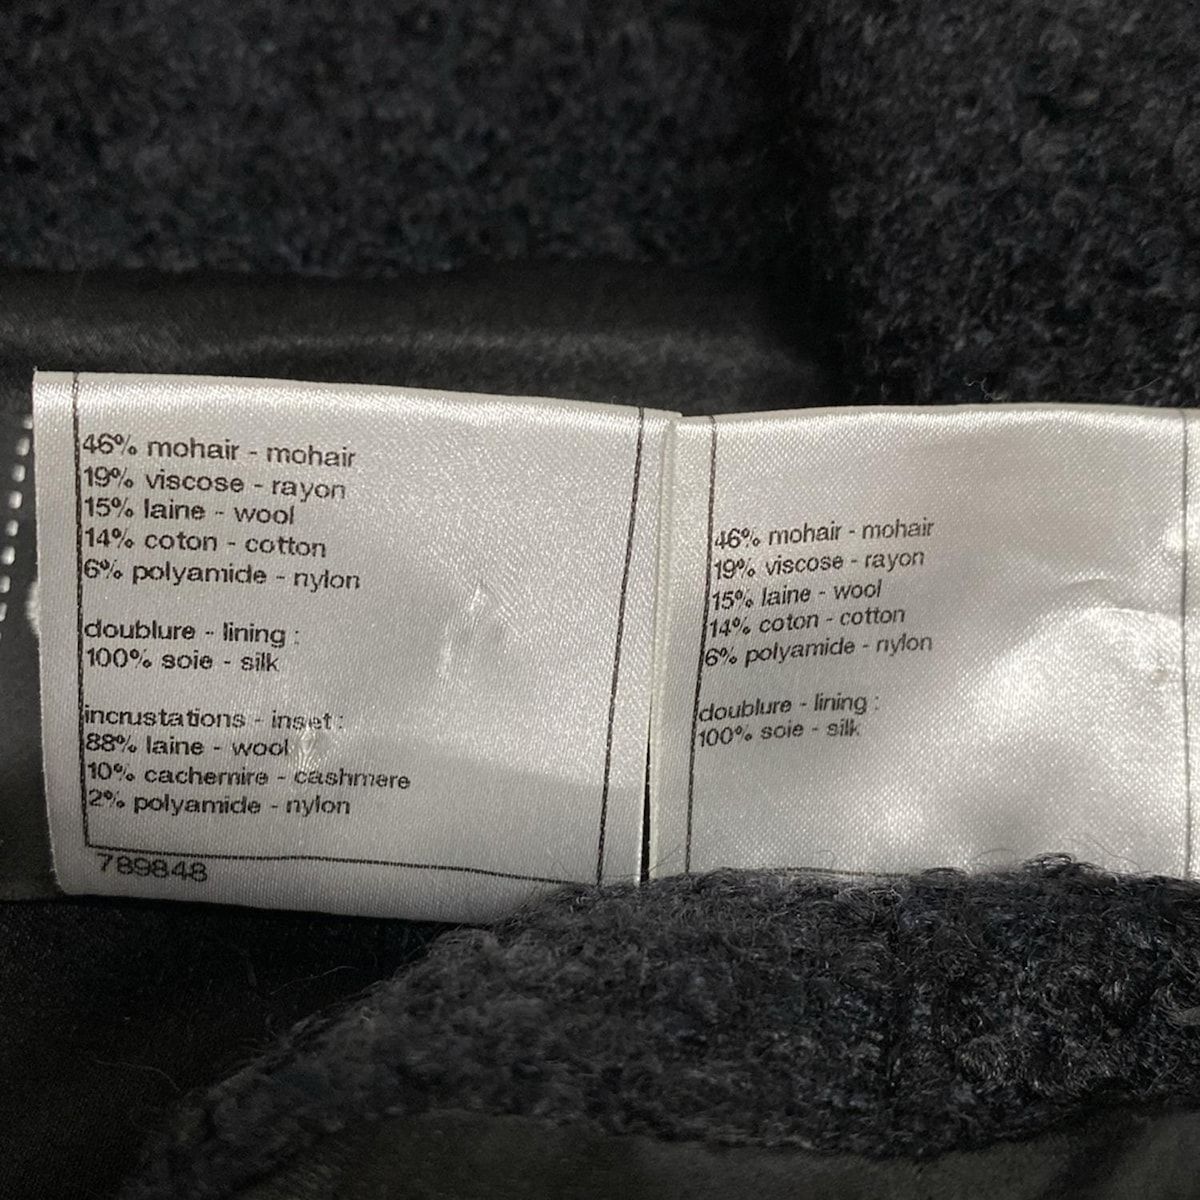 46% mohair - mohair
19% viscose - rayon
15% laine - wool
14% coton - cotton
6% polyamide - nylon
doublure - lining :
100% soie - silk
incrustations - inset :
88% laine - wool
10% cachemire - cashmere
2% polyamide - nylon
789848
46% mohair - mohair
19% viscose - rayon
15% laine - wool
14% coton - cotton
6% polyamide - nylon
doublure - lining :
100% soie - silk